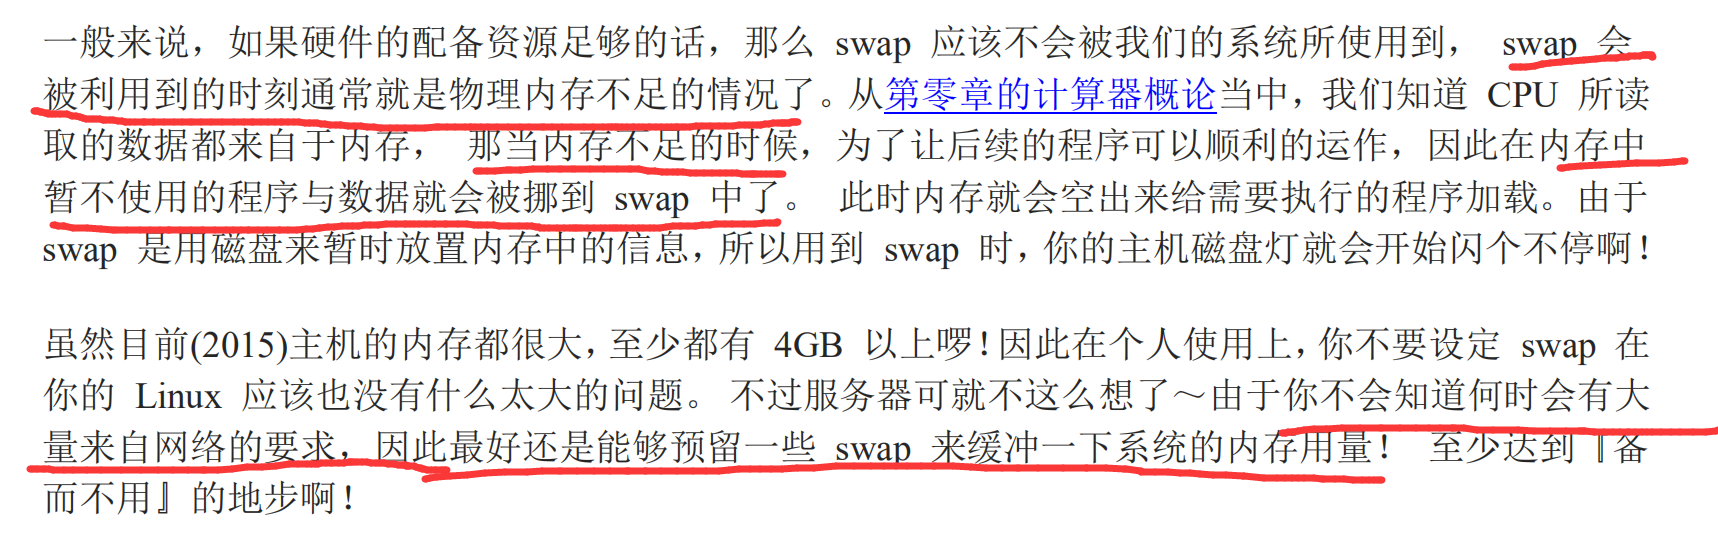 一般来说，如果硬件的配备资源足够的话，那么 swap 应该不会被我们的系统所使用到， swap 会
被利用到的时刻通常就是物理内存不足的情况了。从第零章的计算器概论当中，我们知道 CPU 所读
取的数据都来自于内存， 那当内存不足的时候，为了让后续的程序可以顺利的运作，因此在内存中
暂不使用的程序与数据就会被挪到 swap 中了。 此时内存就会空出来给需要执行的程序加载。由于
swap 是用磁盘来暂时放置内存中的信息，所以用到 swap 时，你的主机磁盘灯就会开始闪个不停啊！
虽然目前(2015)主机的内存都很大，至少都有 4GB 以上啰！因此在个人使用上，你不要设定 swap 在
你的 Linux 应该也没有什么太大的问题。 不过服务器可就不这么想了～由于你不会知道何时会有大
量来自网络的要求，因此最好还是能够预留一些 swap 来缓冲一下系统的内存用量！ 至少达到『备
而不用』的地步啊！